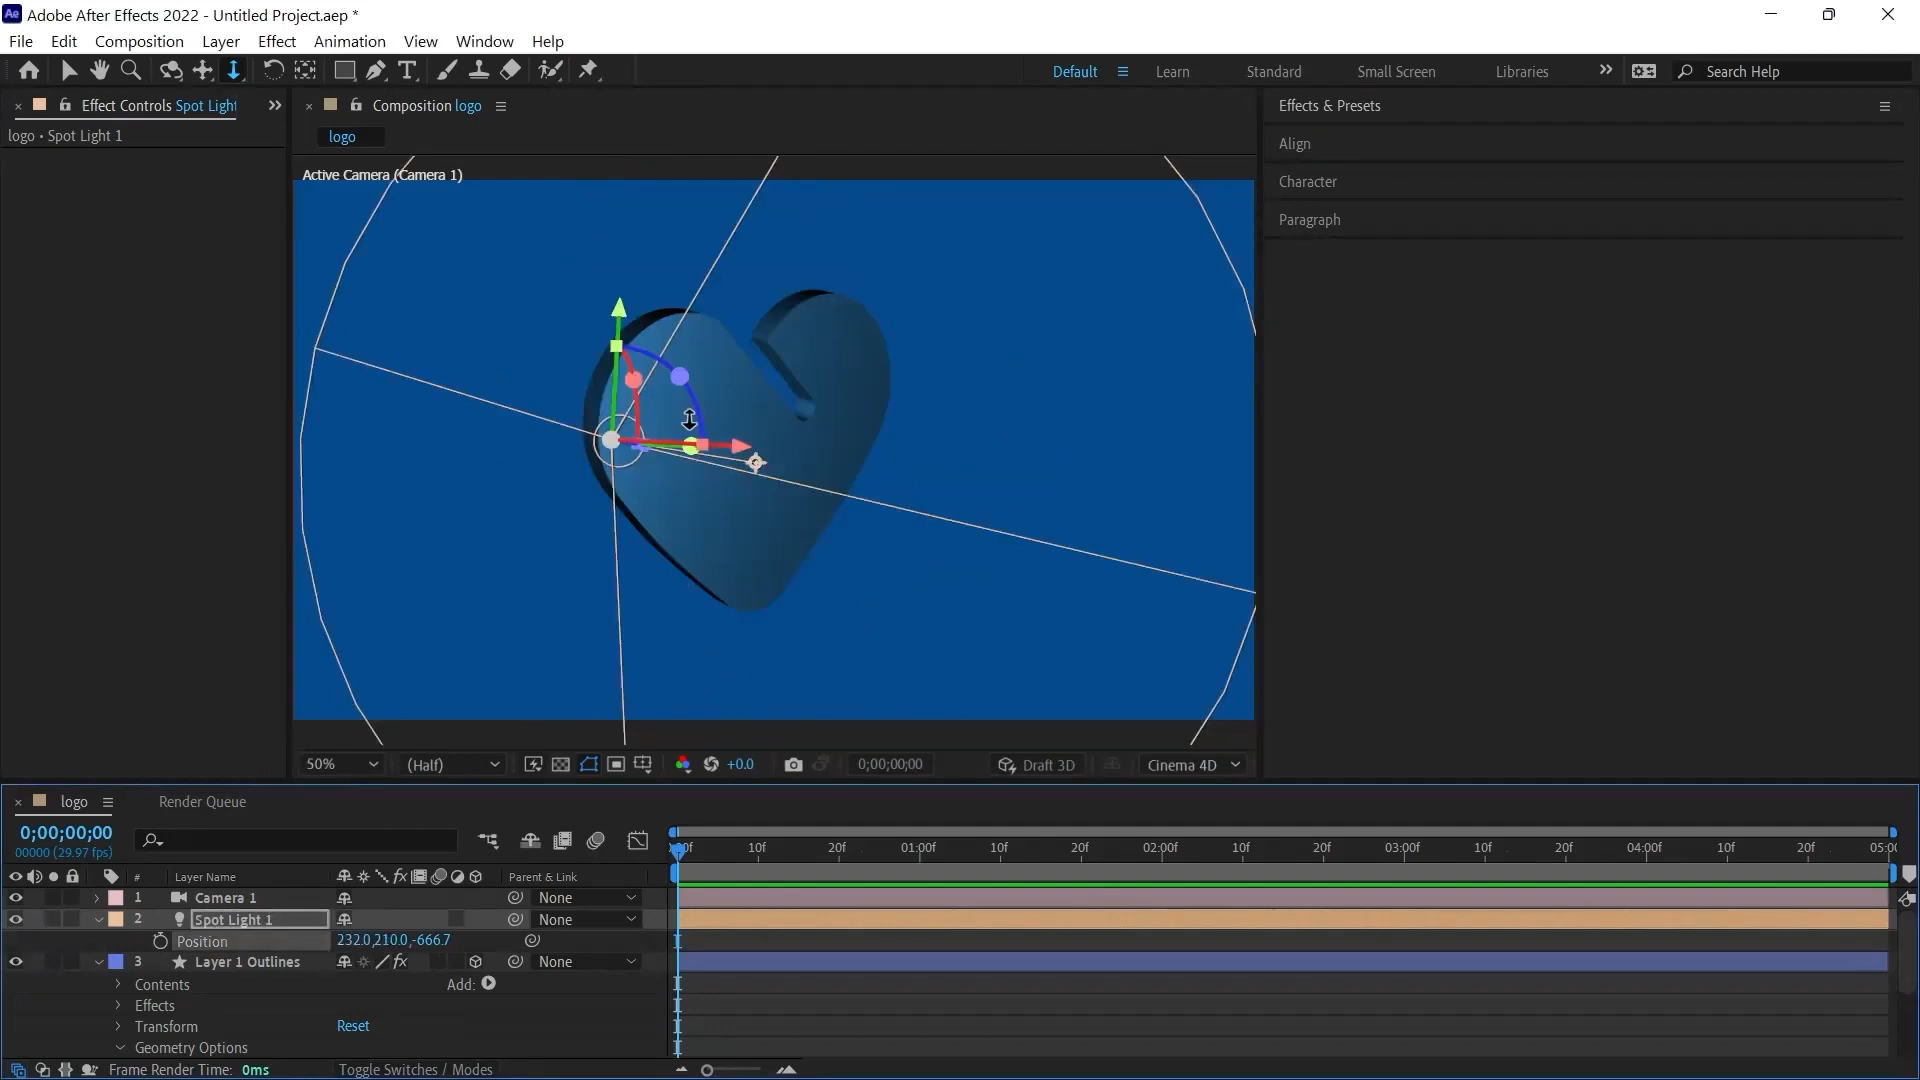 Ae Adobe After Effects 2022 - Untitled Project.aep *
File Edit Composition Layer Effect Animation View Window Help
Default Learn Standard Small Screen Libraries Search Help
Effect Controls Spot Light
Composition logo
Effects & Presets
logo • Spot Light 1
logo
Align
Active Camera (Camera 1)
Character
Paragraph
50% (Half) +0.0 0;00;00;00 Draft 3D Cinema 4D
logo Render Queue
0;00;00;00
00000 (29.97 fps)
10f 20f 01:00f 10f 20f 02:00f 10f 20f 03:00f 10f 20f 04:00f 10f 20f 05:0
# Layer Name fx Parent & Link
1 Camera 1 None
2 Spot Light 1 None
Position 232.0,210.0,-666.7
3 Layer 1 Outlines fx None
Contents Add:
Effects
Transform Reset
Geometry Options
Frame Render Time: 0ms Toggle Switches / Modes